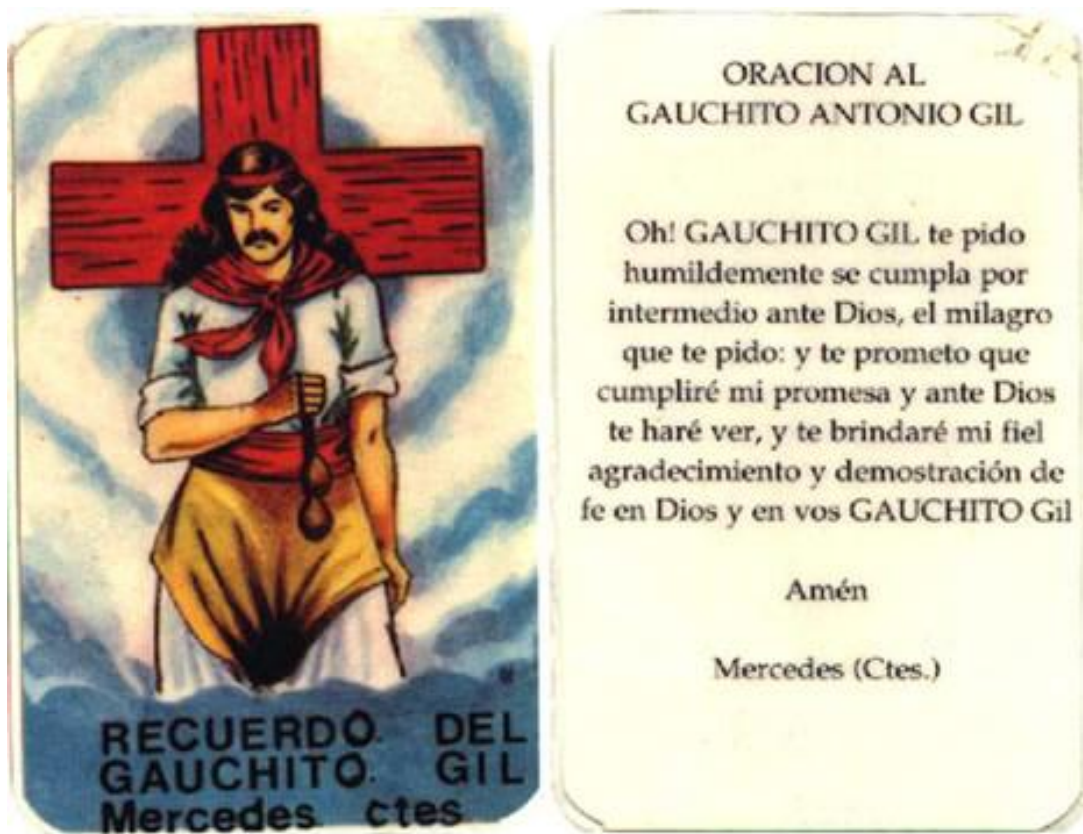 RECUERDO. DEL
GAUCHITO. GIL
Mercedes ctes
ORACION AL
GAUCHITO ANTONIO GIL
Oh! GAUCHITO GIL te pido
humildemente se cumpla por
intermedio ante Dios, el milagro
que te pido: y te prometo que
cumpliré mi promesa y ante Dios
te haré ver, y te brindaré mi fiel
agradecimiento y demostración de
fe en Dios y en vos GAUCHITO Gil
Amén
Mercedes (Ctes.)